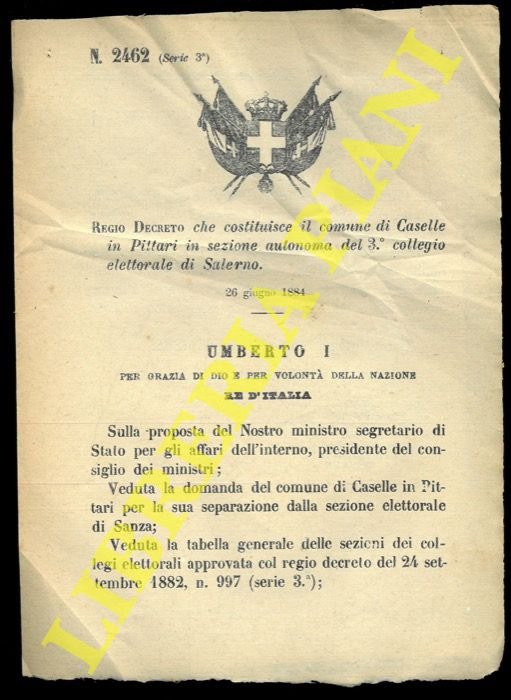 N. 2462 (Serie 3ª)
REGIO DECRETO che costituisce il comune di Caselle
in Pittari in sezione autonoma del 3.° collegio
elettorale di Salerno.
26 giugno 1884
UMBERTO I
PER GRAZIA DI DIO E PER VOLONTÀ DELLA NAZIONE
RE D'ITALIA
Sulla proposta del Nostro ministro segretario di
Stato per gli affari dell'interno, presidente del con-
siglio dei ministri;
Veduta la domanda del comune di Caselle in Pit-
tari per la sua separazione dalla sezione elettorale
di Sanza;
Veduta la tabella generale delle sezioni dei col-
legi elettorali approvata col regio decreto del 24 set-
tembre 1882, n. 997 (serie 3.ª);
LIBRERIA PIANI